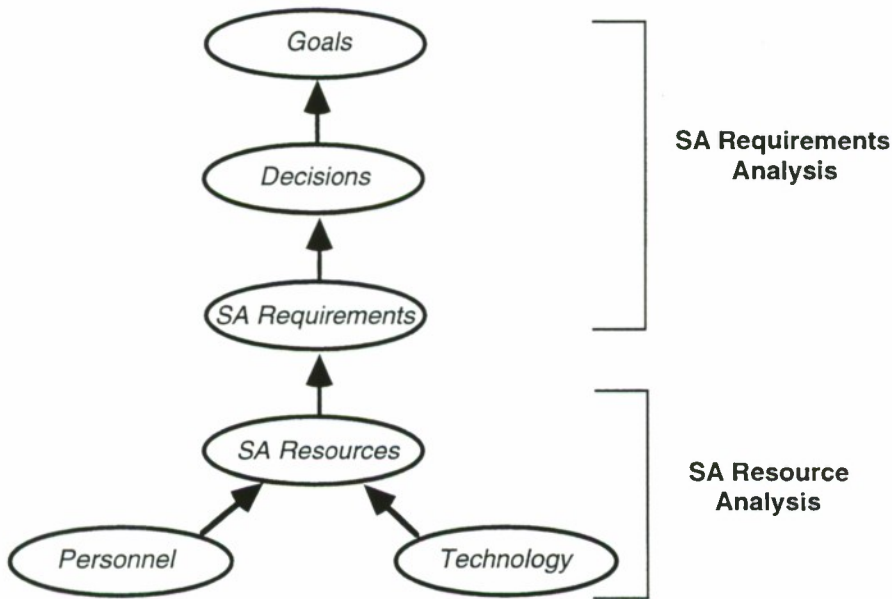 Goals
Decisions
SA Requirements
SA Resources
Personnel
Technology
SA Requirements
Analysis
SA Resource
Analysis